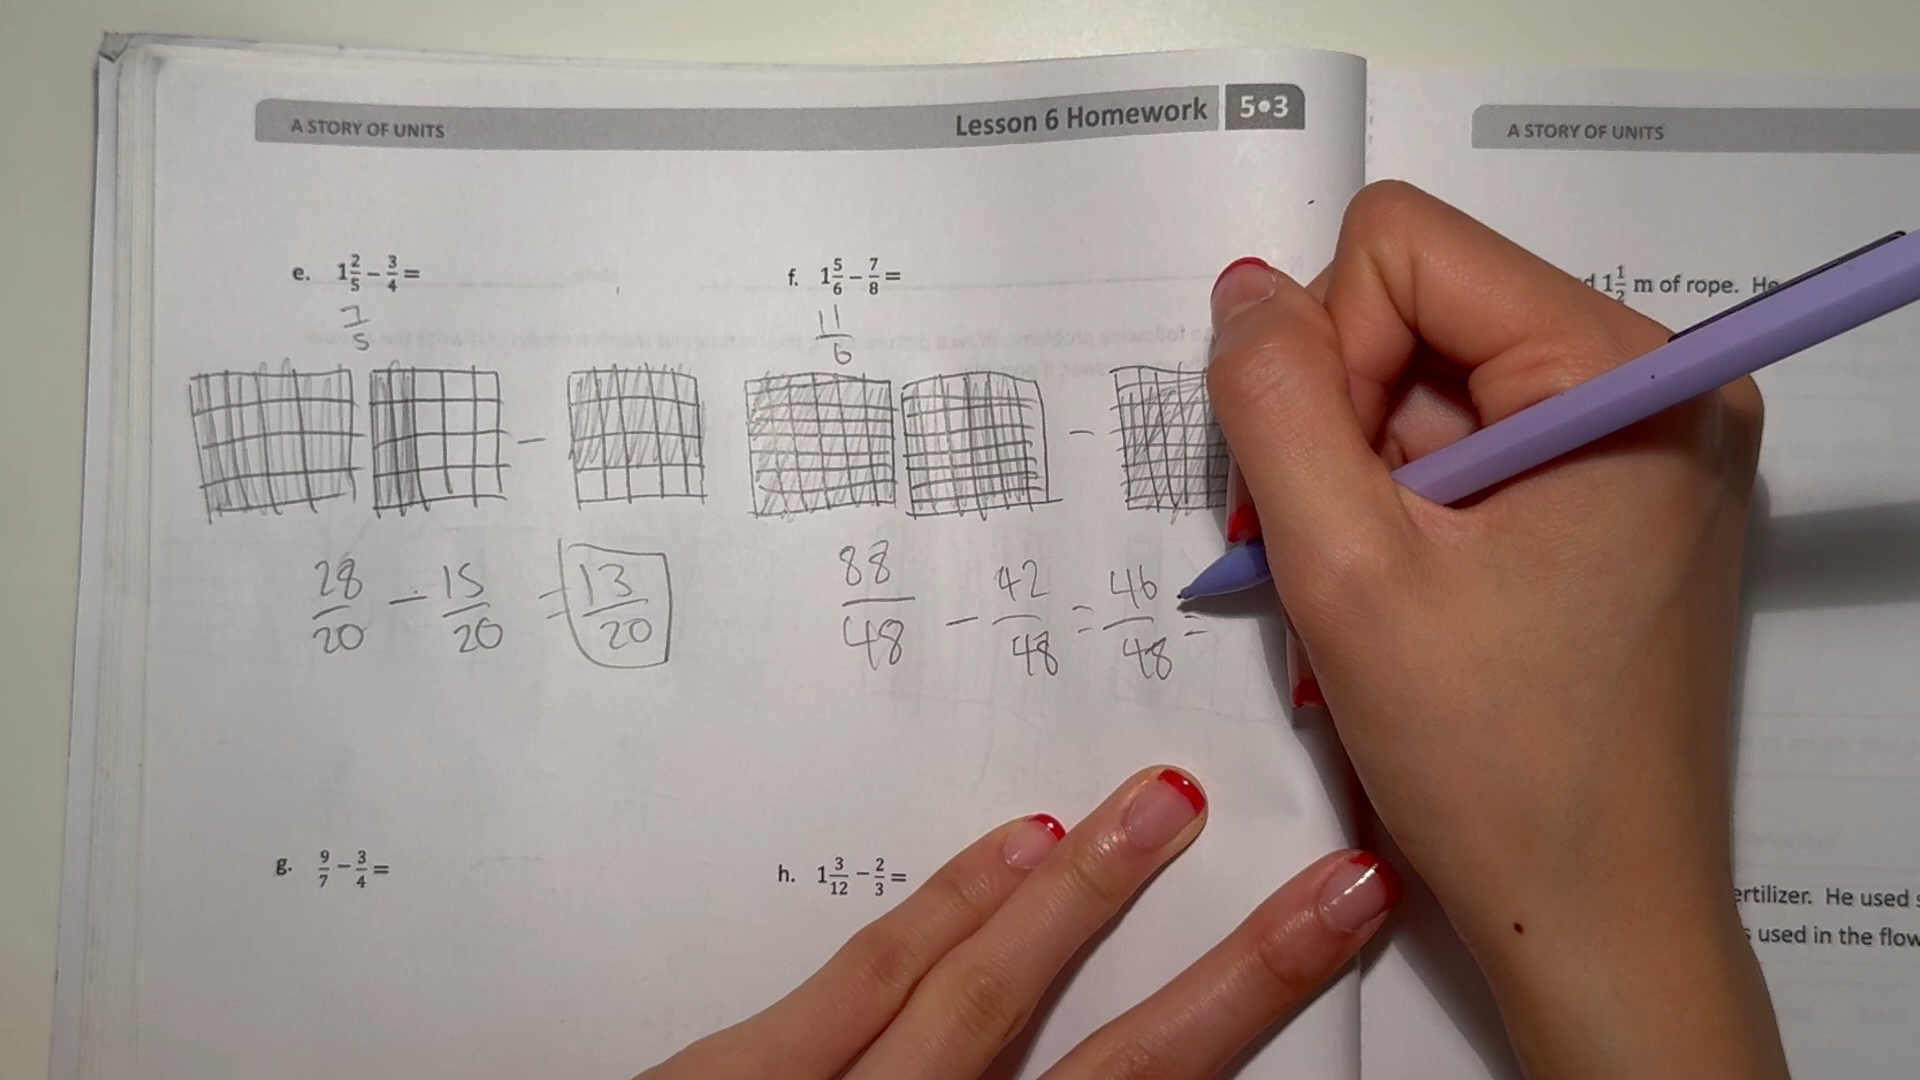 A STORY OF UNITS
Lesson 6 Homework 5•3
A STORY OF UNITS
e. 1 2/5 − 3/4 =
7/5
28/20 − 15/20 = 13/20
f. 1 5/6 − 7/8 =
11/6
88/48 − 42/48 = 46/48 =
g. 9/7 − 3/4 =
h. 1 3/12 − 2/3 =
1 1/2 m of rope. He
He used
used in the